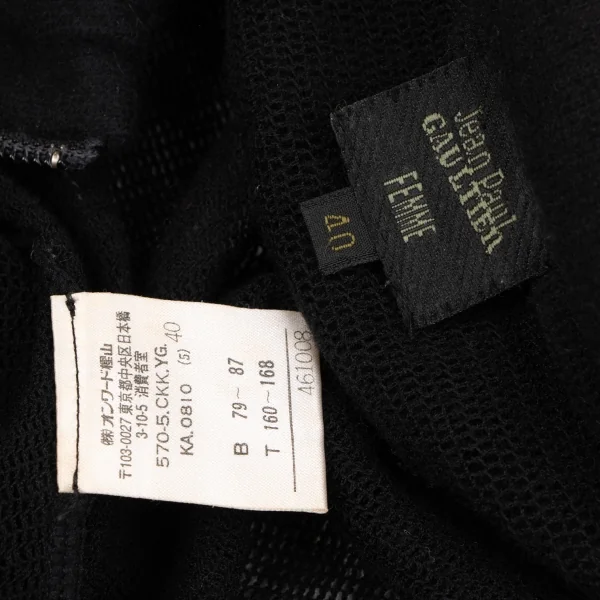 Jean Paul
GAULTIER
FEMME
40
(株)オンワード樫山
〒103-0027 東京都中央区日本橋
3-10-5 消費者室
570-5.CKK.YG.
KA.0810 (5) 40
B 79~87
T 160~168
461008